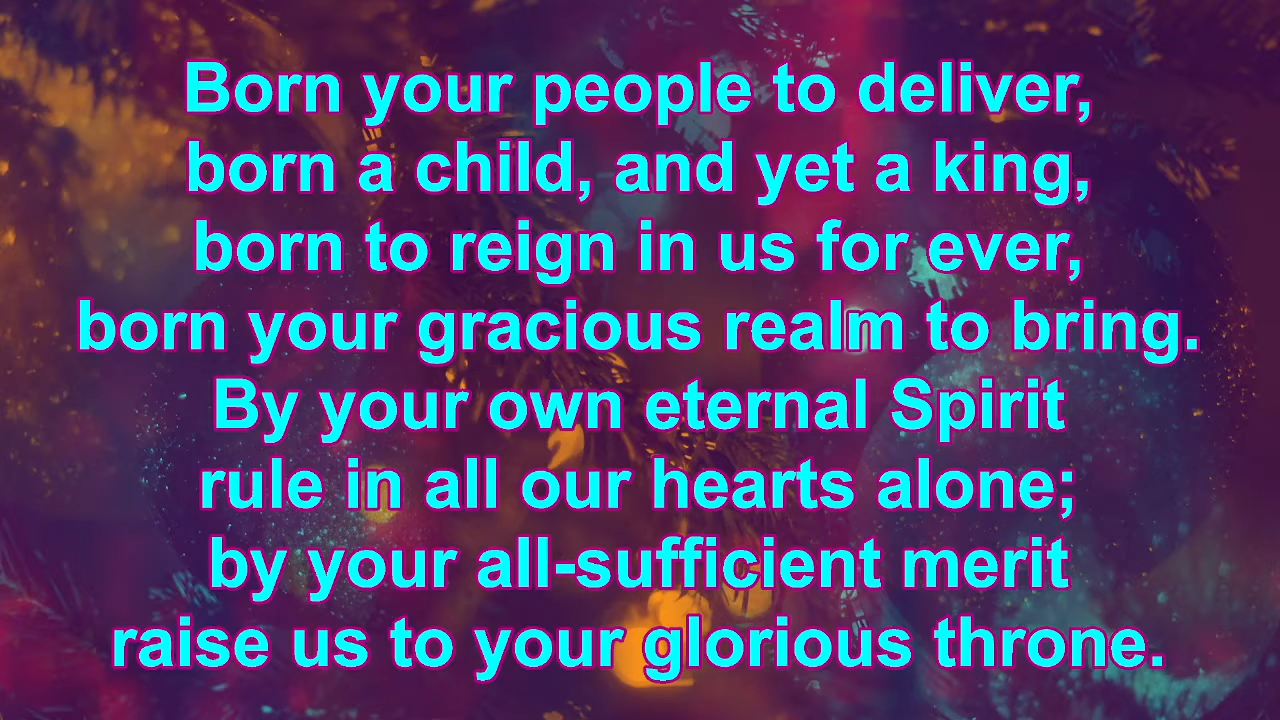 Born your people to deliver,
born a child, and yet a king,
born to reign in us for ever,
born your gracious realm to bring.
By your own eternal Spirit
rule in all our hearts alone;
by your all-sufficient merit
raise us to your glorious throne.